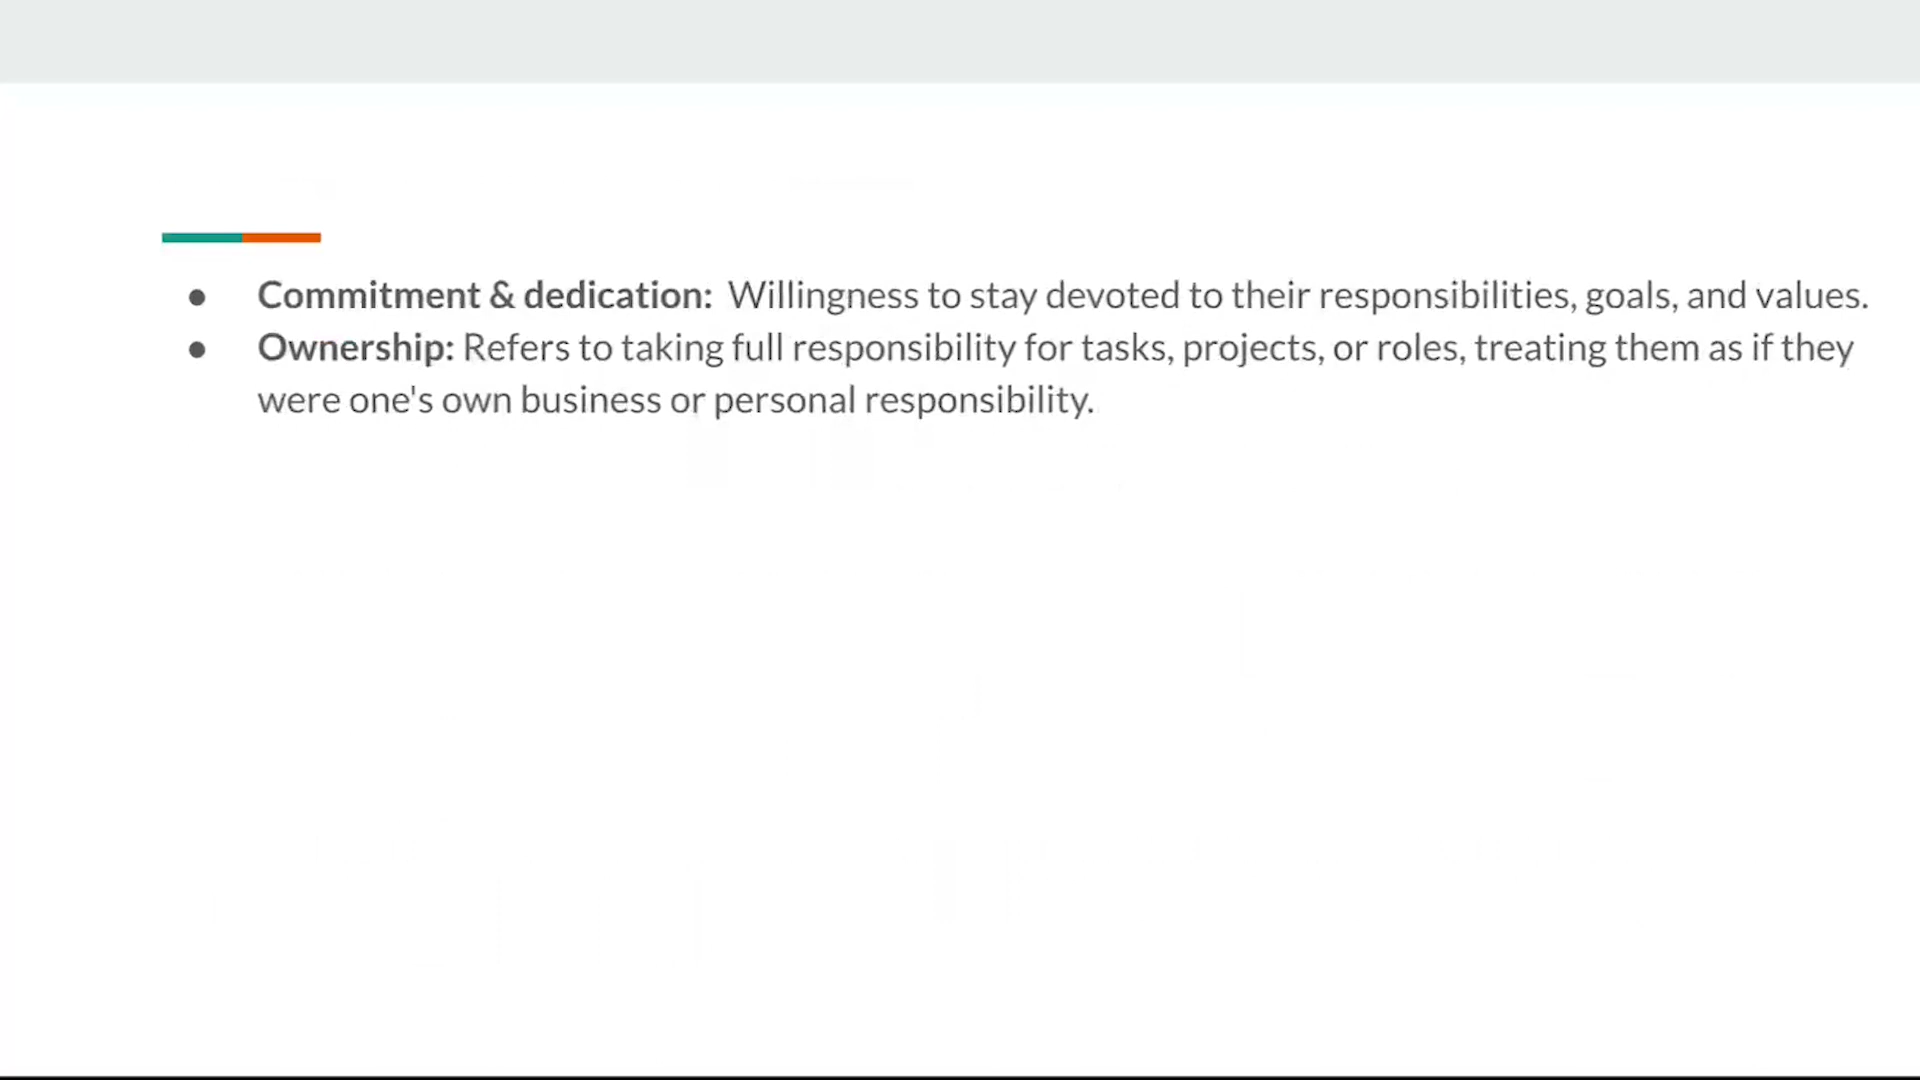 ● Commitment & dedication: Willingness to stay devoted to their responsibilities, goals, and values.
● Ownership: Refers to taking full responsibility for tasks, projects, or roles, treating them as if they
were one's own business or personal responsibility.